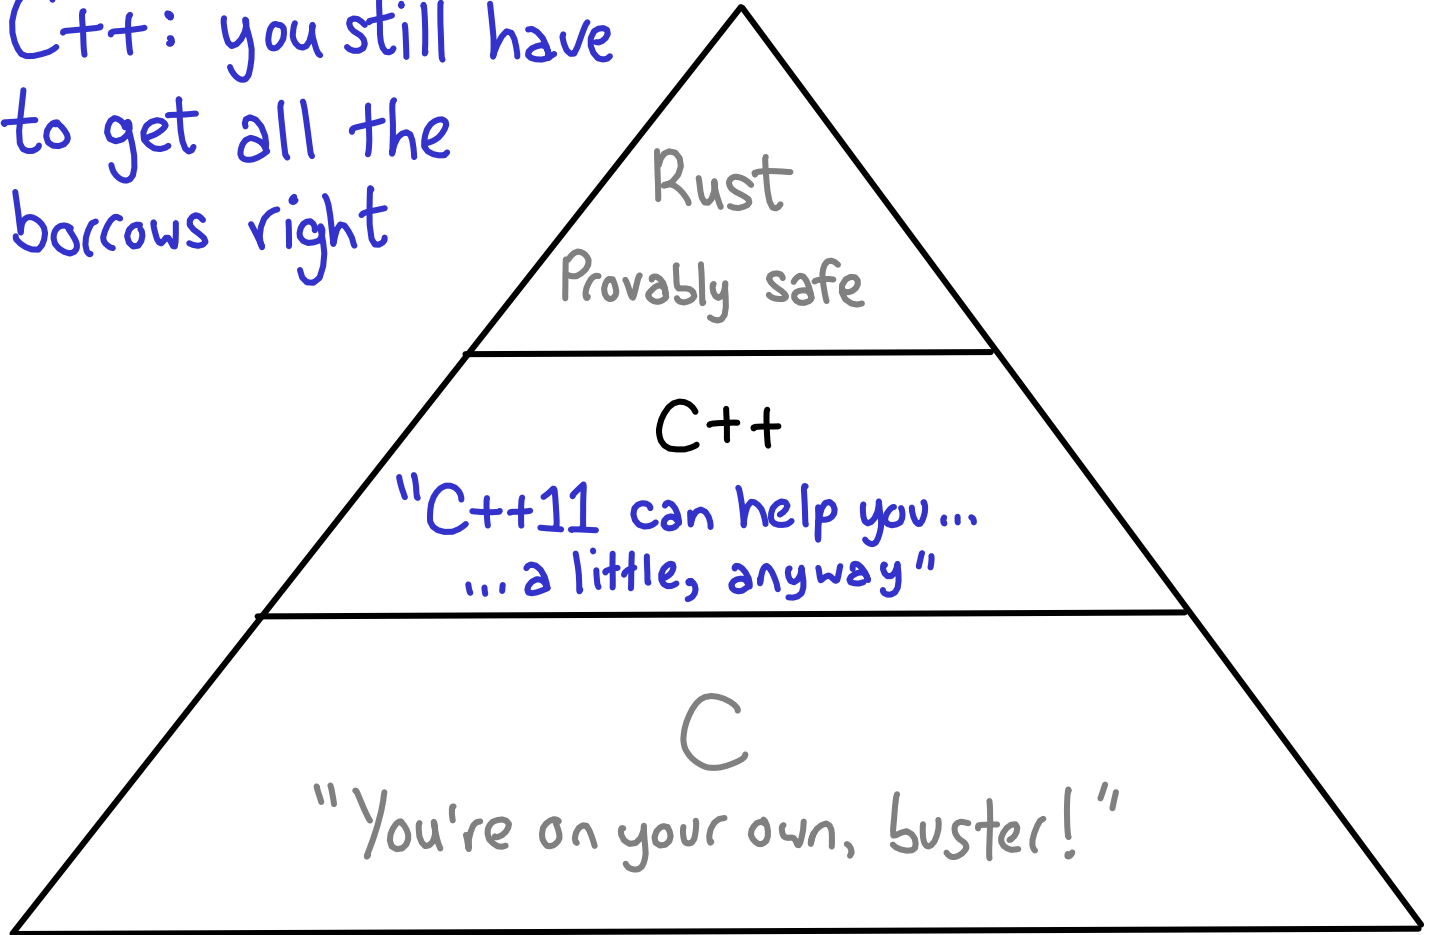 C++: you still have
to get all the
borrows right
Rust
Provably safe
C++
"C++11 can help you...
...a little, anyway"
C
"You're on your own, buster!"